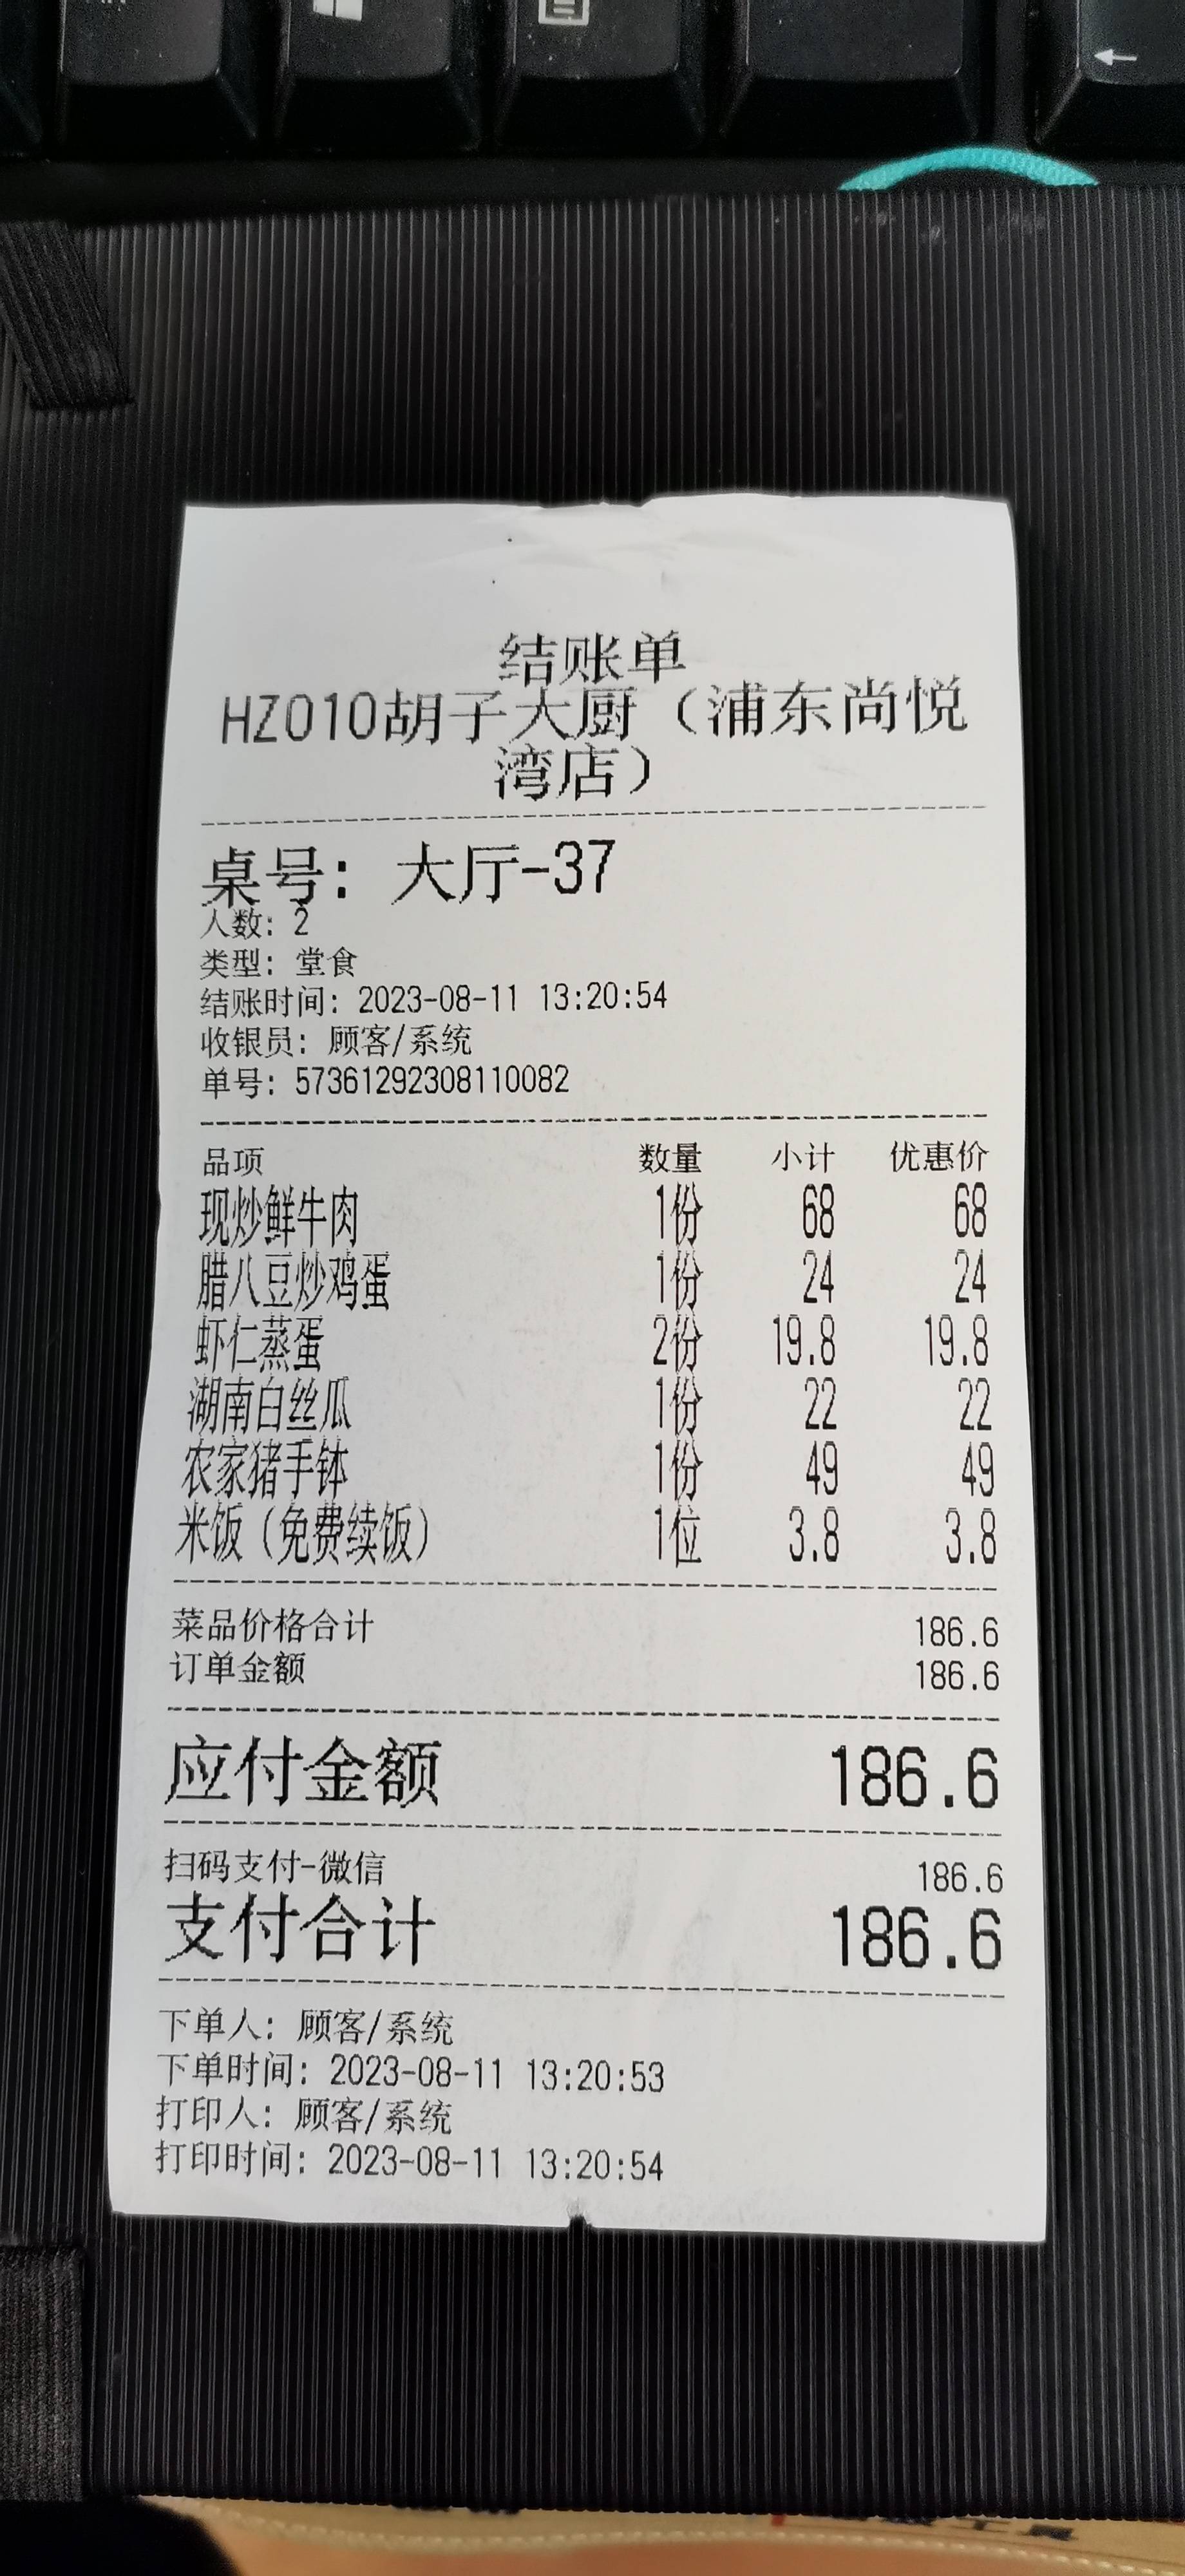 结账单
HZ010胡子大厨（浦东尚悦
湾店）
桌号: 大厅-37
人数: 2
类型: 堂食
结账时间: 2023-08-11 13:20:54
收银员: 顾客/系统
单号: 57361292308110082
品项 数量 小计 优惠价
现炒鲜牛肉 1份 68 68
腊八豆炒鸡蛋 1份 24 24
虾仁蒸蛋 2份 19.8 19.8
湖南白丝瓜 1份 22 22
农家猪手钵 1份 49 49
米饭（免费续饭） 1位 3.8 3.8
菜品价格合计 186.6
订单金额 186.6
应付金额 186.6
扫码支付-微信 186.6
支付合计 186.6
下单人: 顾客/系统
下单时间: 2023-08-11 13:20:53
打印人: 顾客/系统
打印时间: 2023-08-11 13:20:54